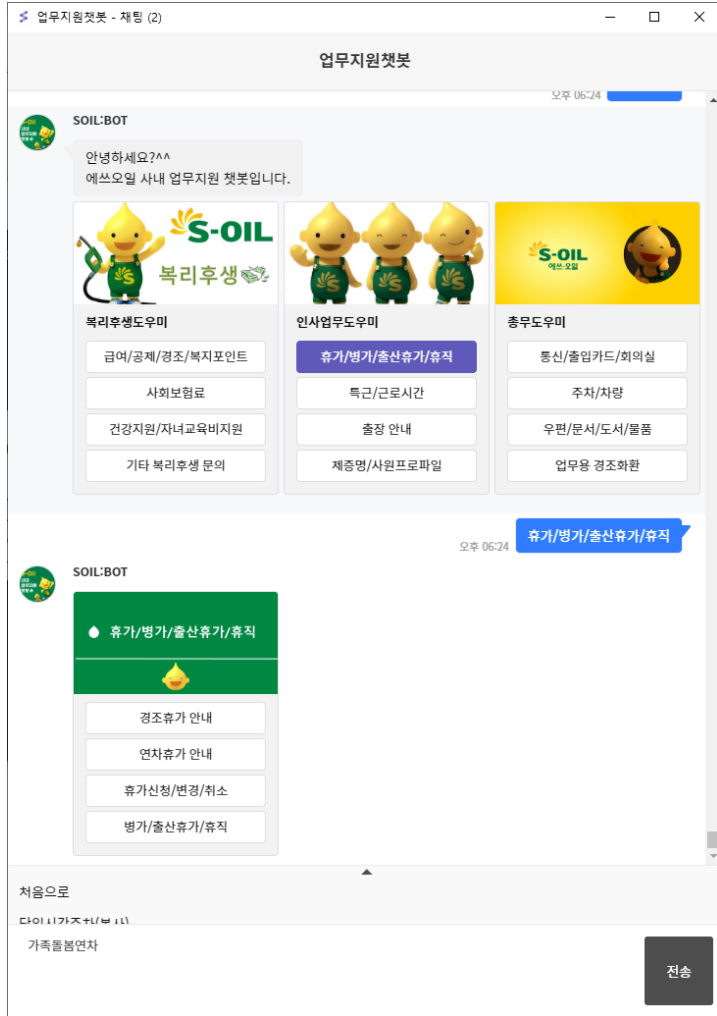 업무지원챗봇 - 채팅 (2)
업무지원챗봇
오후 06:24
SOIL:BOT
안녕하세요?^^
에쓰오일 사내 업무지원 챗봇입니다.
S-OIL
복리후생
복리후생도우미
급여/공제/경조/복지포인트
사회보험료
건강지원/자녀교육비지원
기타 복리후생 문의
인사업무도우미
휴가/병가/출산휴가/휴직
특근/근로시간
출장 안내
제증명/사원프로파일
S-OIL
에쓰-오일
총무도우미
통신/출입카드/회의실
주차/차량
우편/문서/도서/물품
업무용 경조화환
휴가/병가/출산휴가/휴직
오후 06:24
SOIL:BOT
휴가/병가/출산휴가/휴직
경조휴가 안내
연차휴가 안내
휴가신청/변경/취소
병가/출산휴가/휴직
처음으로
가족돌봄연차
전송